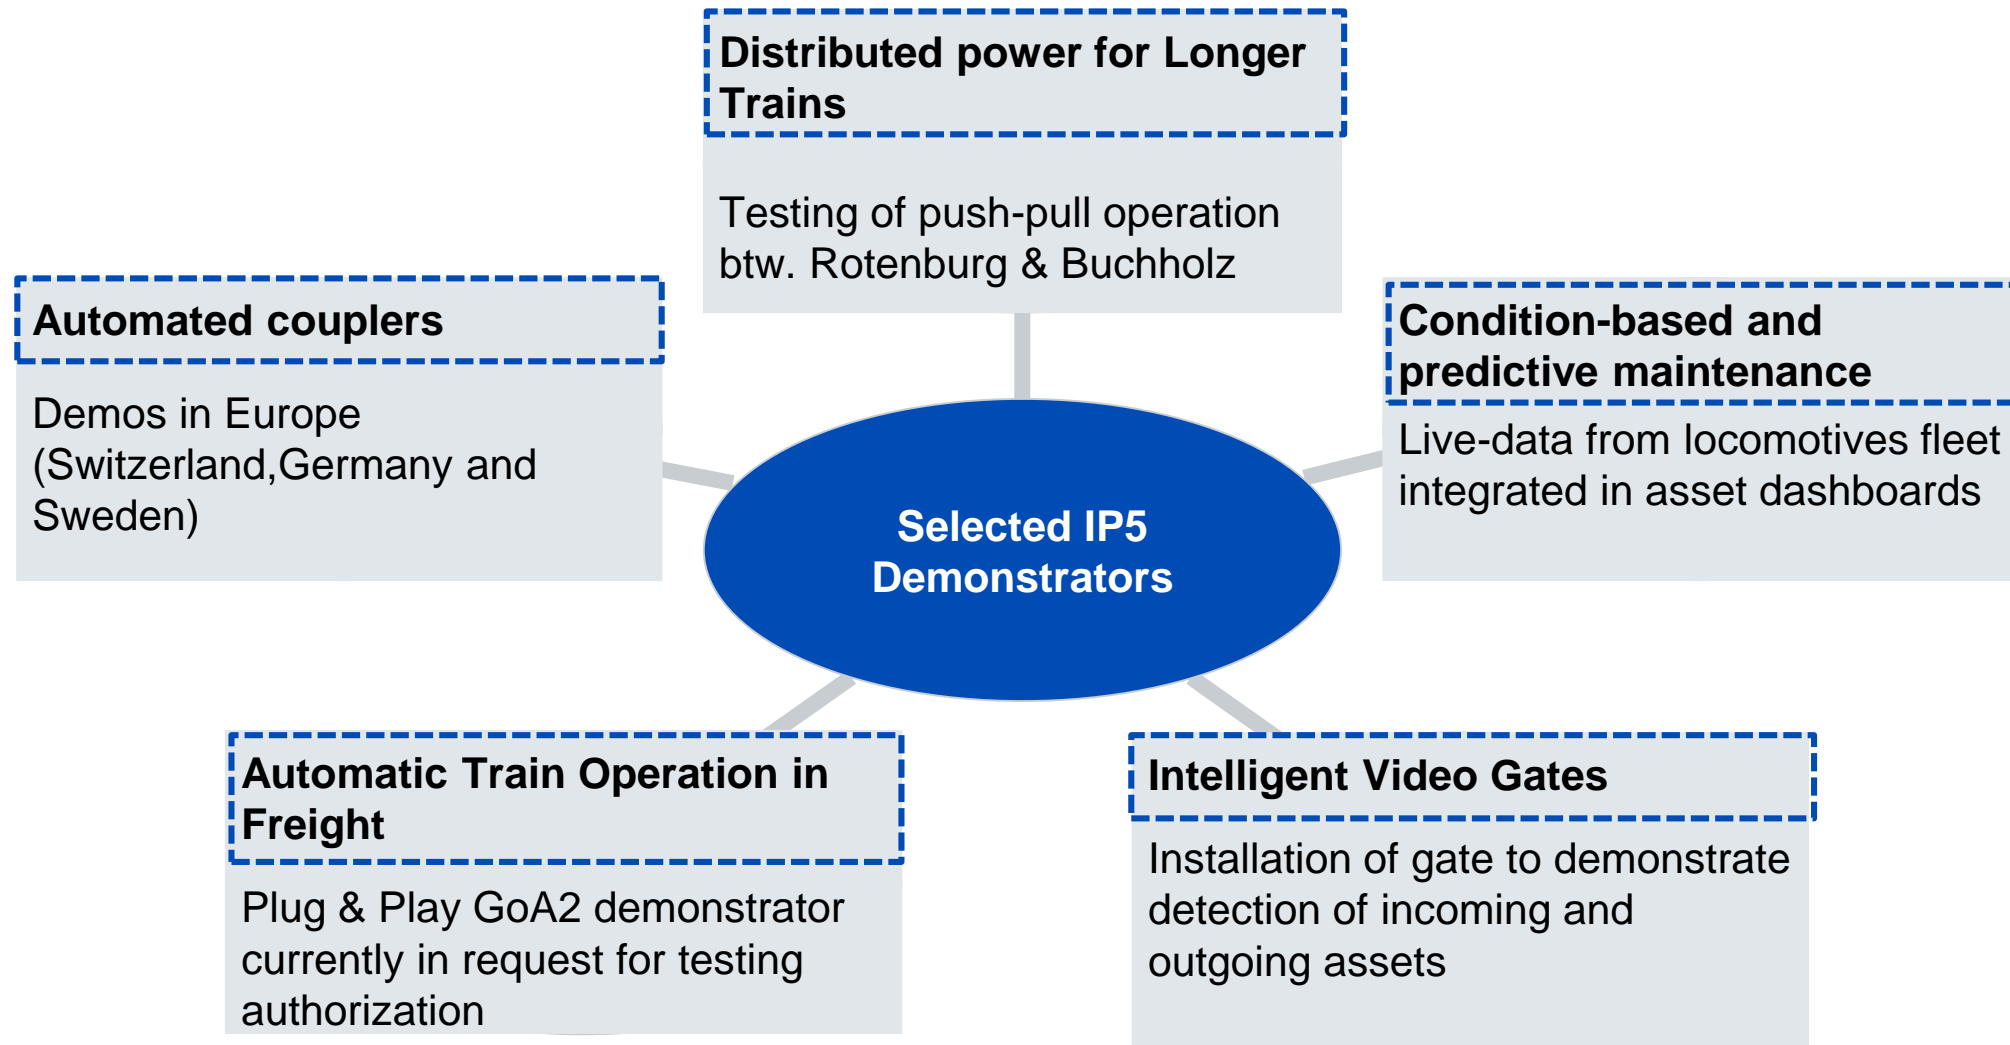 Distributed power for Longer
Trains
Testing of push-pull operation
btw. Rotenburg & Buchholz
Automated couplers
Demos in Europe
(Switzerland,Germany and
Sweden)
Condition-based and
predictive maintenance
Live-data from locomotives fleet
integrated in asset dashboards
Selected IP5
Demonstrators
Automatic Train Operation in
Freight
Plug & Play GoA2 demonstrator
currently in request for testing
authorization
Intelligent Video Gates
Installation of gate to demonstrate
detection of incoming and
outgoing assets